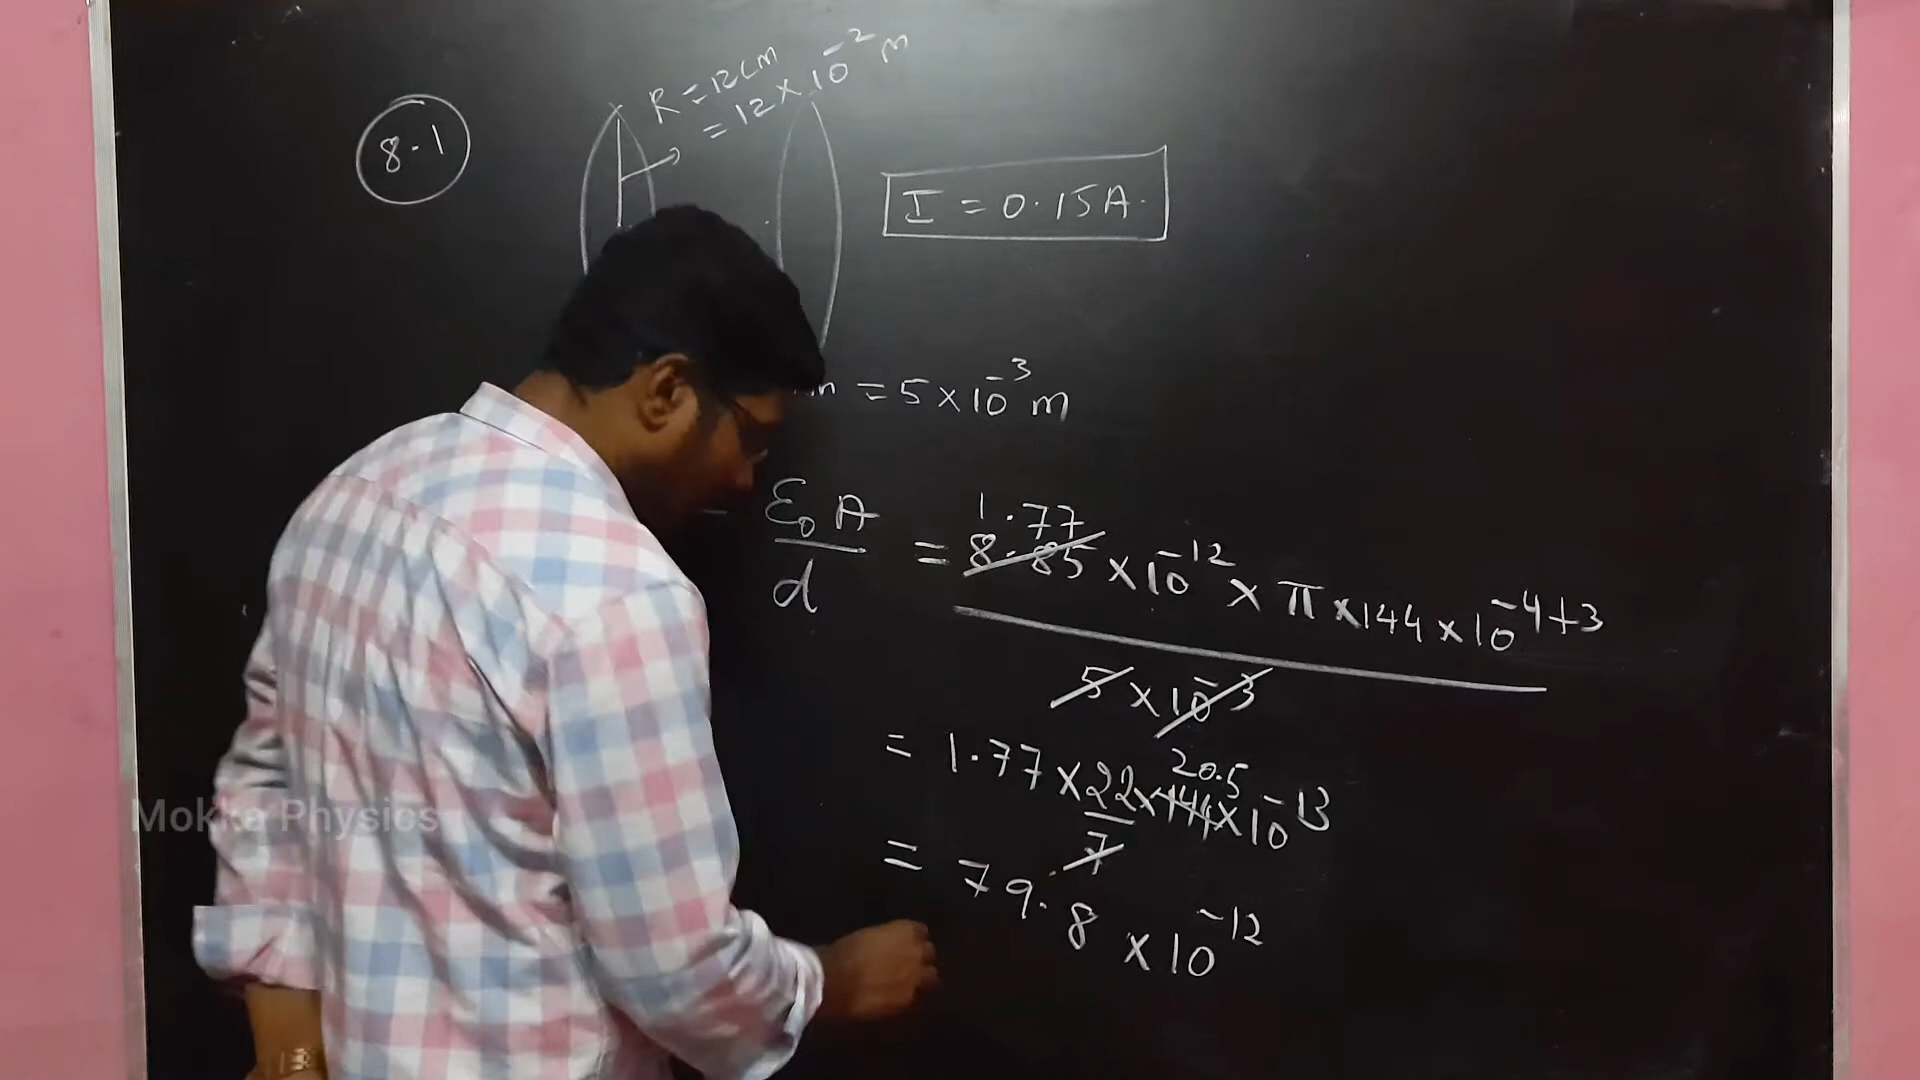 8.1
R = 12cm
= 12 × 10⁻² m
I = 0.15A.
= 5 × 10⁻³ m
1.77
ε₀ A / d = 8.85 × 10⁻¹² × π × 144 × 10⁻⁴⁺³
5 × 10⁻³
20.5
= 1.77 × 22/7 × 144 × 10⁻¹³
= 79.8 × 10⁻¹²
Mokka Physics